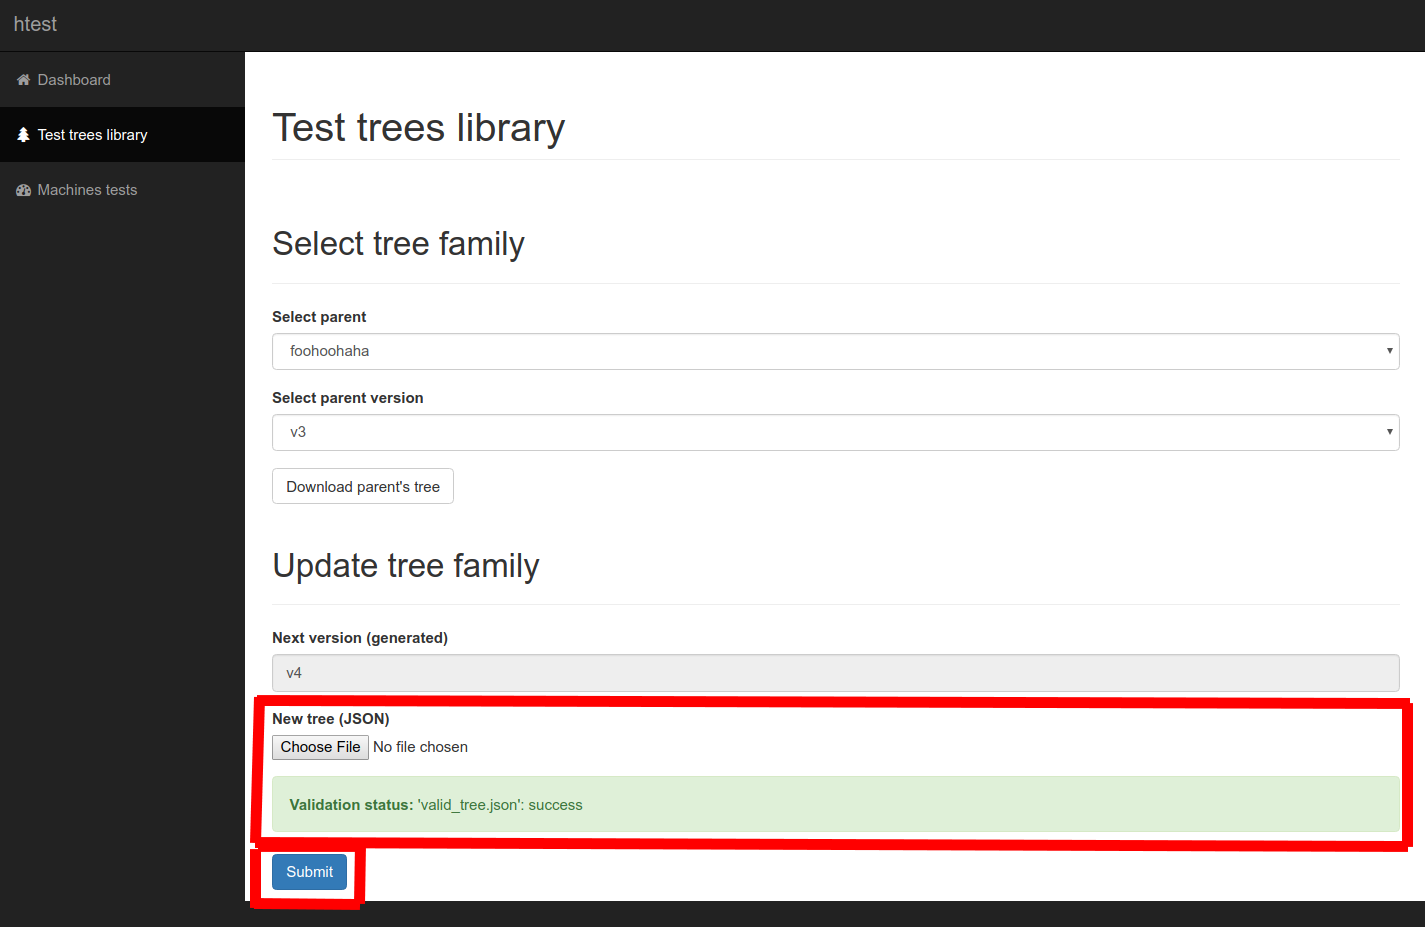 htest
Dashboard
Test trees library
Machines tests
Test trees library
Select tree family
Select parent
foohoohaha
Select parent version
v3
Download parent's tree
Update tree family
Next version (generated)
v4
New tree (JSON)
Choose File No file chosen
Validation status: 'valid_tree.json': success
Submit